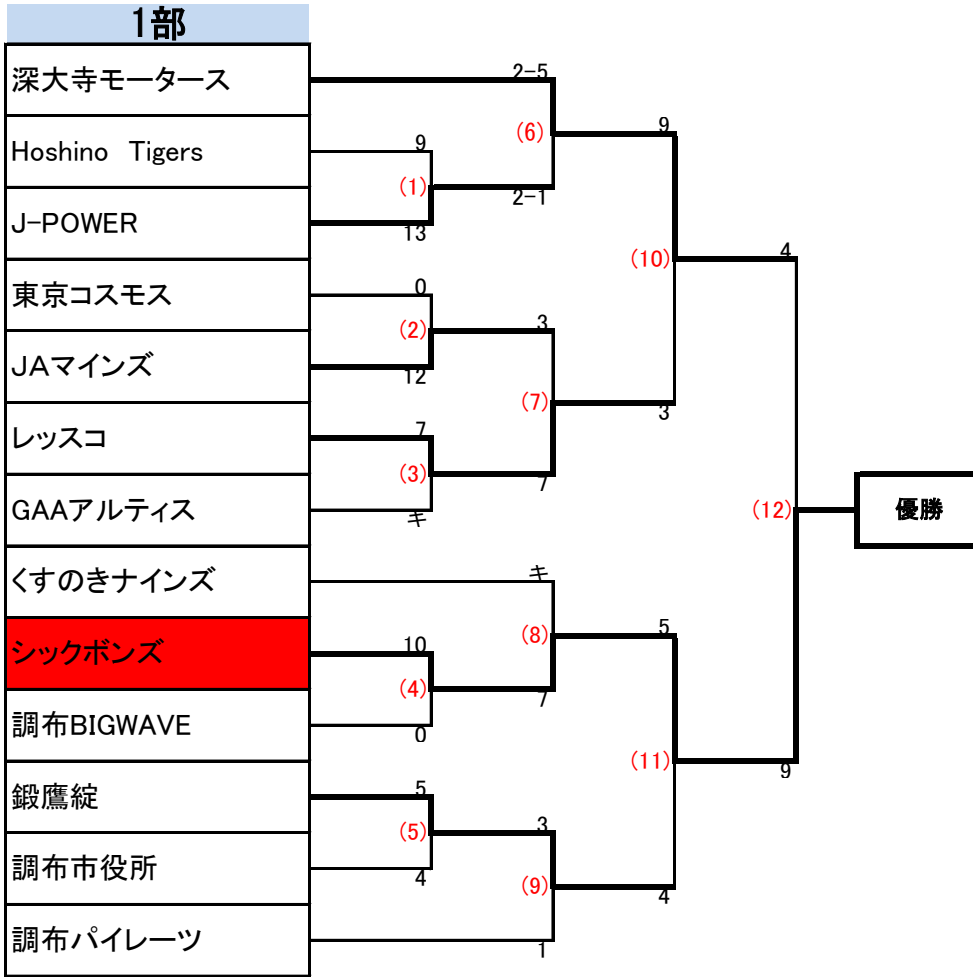 1部
深大寺モータース
2-5
(6)
9
Hoshino　Tigers
9
(1)
2-1
J-POWER
13
(10)
4
東京コスモス
0
(2)
3
JAマインズ
12
(7)
3
レッスコ
7
(3)
7
GAAアルティス
キ
(12)
優勝
くすのきナインズ
キ
(8)
5
シックボンズ
10
(4)
7
調布BIGWAVE
0
(11)
9
鍛鷹綻
5
(5)
3
調布市役所
4
(9)
4
調布パイレーツ
1